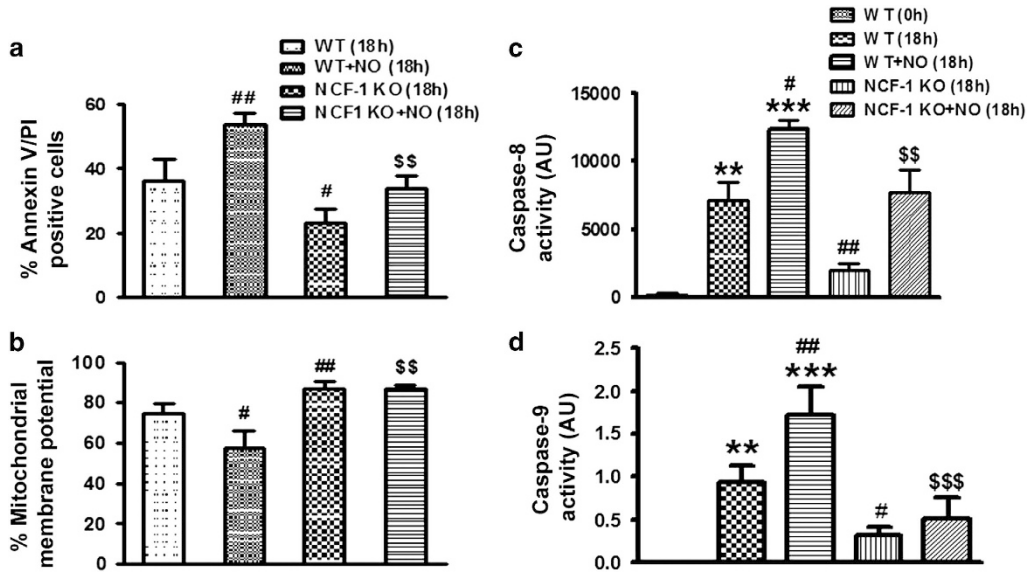 a
WT (18h)
WT+NO (18h)
NCF-1 KO (18h)
NCF1 KO+NO (18h)
% Annexin V/PI
positive cells
60
40
20
0
##
#
$$
b
% Mitochondrial
membrane potential
100
80
60
40
20
0
#
##
$$
c
WT (0h)
WT (18h)
WT+NO (18h)
NCF-1 KO (18h)
NCF-1 KO+NO (18h)
Caspase-8
activity (AU)
15000
10000
5000
0
**
#
***
##
$$
d
Caspase-9
activity (AU)
2.5
2.0
1.5
1.0
0.5
0.0
**
##
***
#
$$$